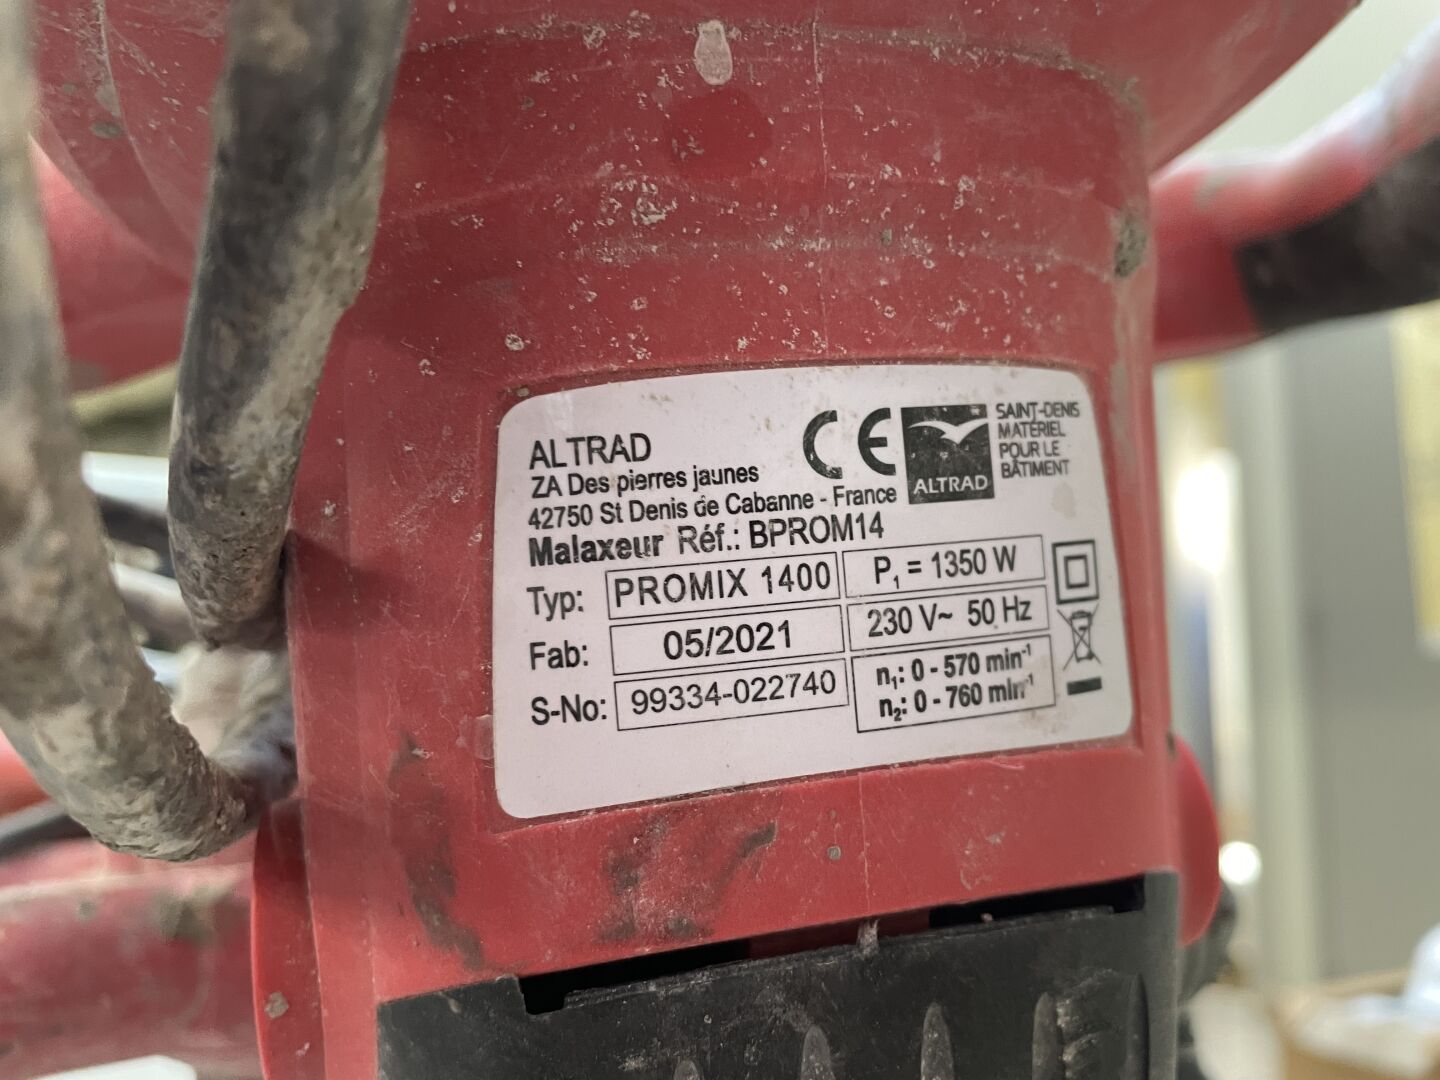 ALTRAD
ZA Des pierres jaunes
42750 St Denis de Cabanne - France
CE
ALTRAD
SAINT-DENIS
MATÉRIEL
POUR LE
BÂTIMENT
Malaxeur Réf.: BPROM14
Typ: PROMIX 1400
P₁ = 1350 W
Fab: 05/2021
230 V~ 50 Hz
S-No: 99334-022740
n₁: 0 - 570 min⁻¹
n₂: 0 - 760 min⁻¹